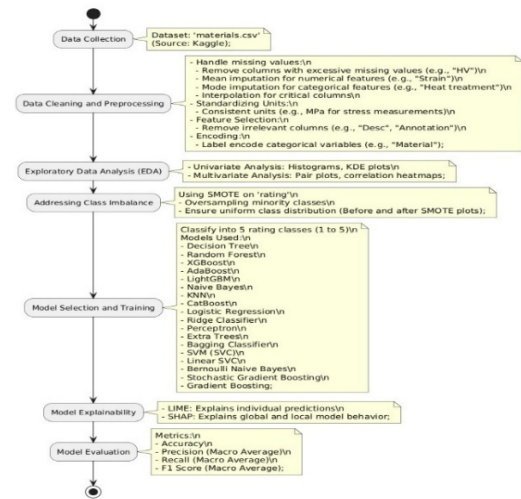 Data Collection
Dataset: 'materials.csv'
(Source: Kaggle);
Data Cleaning and Preprocessing
- Handle missing values:\n
- Remove columns with excessive missing values (e.g., "HV")\n
- Mean imputation for numerical features (e.g., "Strain")\n
- Mode imputation for categorical features (e.g., "Heat treatment")\n
- Interpolation for critical columns\n
- Standardizing Units:\n
- Consistent units (e.g., MPa for stress measurements)\n
- Feature Selection:\n
- Remove irrelevant columns (e.g., "Desc", "Annotation")\n
- Encoding:\n
- Label encode categorical variables (e.g., "Material");
Exploratory Data Analysis (EDA)
- Univariate Analysis: Histograms, KDE plots\n
- Multivariate Analysis: Pair plots, correlation heatmaps;
Addressing Class Imbalance
Using SMOTE on 'rating'\n
- Oversampling minority classes\n
- Ensure uniform class distribution (Before and after SMOTE plots);
Model Selection and Training
Classify into 5 rating classes (1 to 5)\n
Models Used:\n
- Decision Tree\n
- Random Forest\n
- XGBoost\n
- AdaBoost\n
- LightGBM\n
- Naive Bayes\n
- KNN\n
- CatBoost\n
- Logistic Regression\n
- Ridge Classifier\n
- Perceptron\n
- Extra Trees\n
- Bagging Classifier\n
- SVM (SVC)\n
- Linear SVC\n
- Bernoulli Naive Bayes\n
- Stochastic Gradient Boosting\n
- Gradient Boosting;
Model Explainability
- LIME: Explains individual predictions\n
- SHAP: Explains global and local model behavior;
Model Evaluation
Metrics:\n
- Accuracy\n
- Precision (Macro Average)\n
- Recall (Macro Average)\n
- F1 Score (Macro Average);